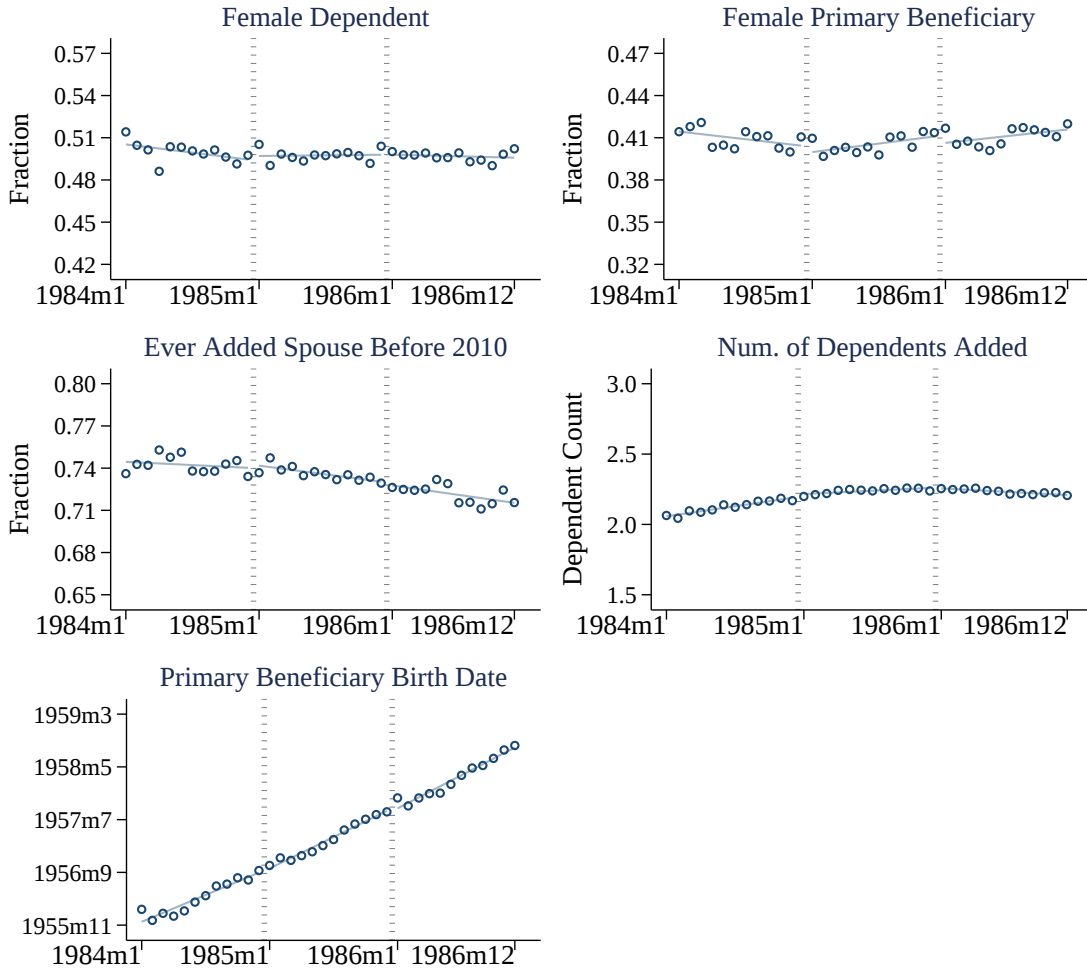 Female Dependent
Fraction
0.57
0.54
0.51
0.48
0.45
0.42
1984m1
1985m1
1986m1
1986m12
Female Primary Beneficiary
Fraction
0.47
0.44
0.41
0.38
0.35
0.32
1984m1
1985m1
1986m1
1986m12
Ever Added Spouse Before 2010
Fraction
0.80
0.77
0.74
0.71
0.68
0.65
1984m1
1985m1
1986m1
1986m12
Num. of Dependents Added
Dependent Count
3.0
2.5
2.0
1.5
1984m1
1985m1
1986m1
1986m12
Primary Beneficiary Birth Date
1959m3
1958m5
1957m7
1956m9
1955m11
1984m1
1985m1
1986m1
1986m12